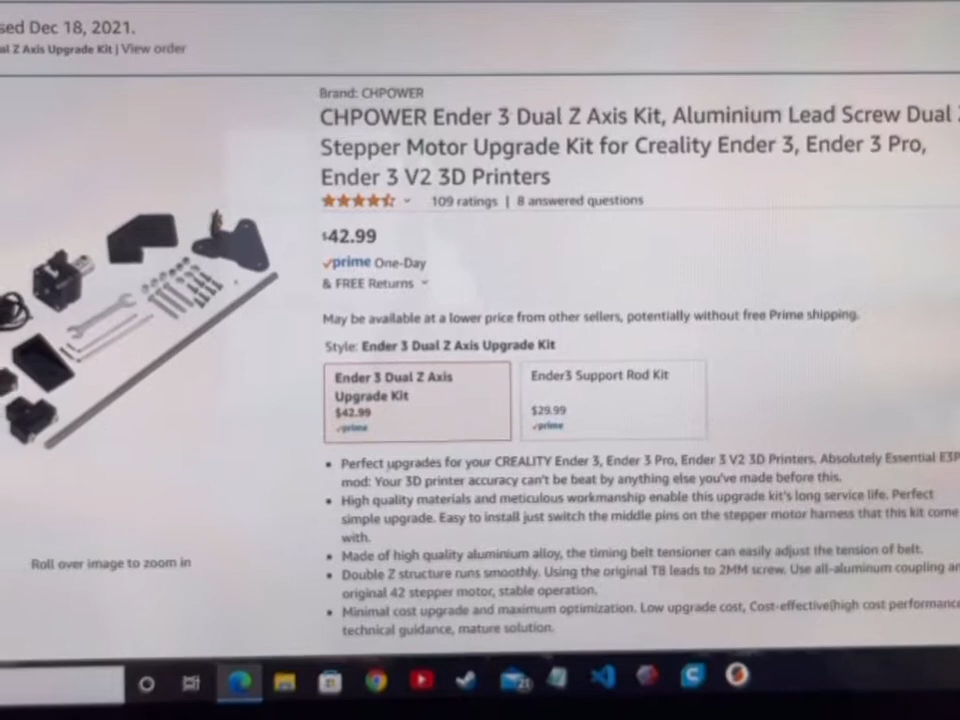 sed Dec 18, 2021.
al Z Axis Upgrade Kit | View order
Brand: CHPOWER
CHPOWER Ender 3 Dual Z Axis Kit, Aluminium Lead Screw Dual
Stepper Motor Upgrade Kit for Creality Ender 3, Ender 3 Pro,
Ender 3 V2 3D Printers
109 ratings | 8 answered questions
$42.99
prime One-Day
& FREE Returns
May be available at a lower price from other sellers, potentially without free Prime shipping.
Style: Ender 3 Dual Z Axis Upgrade Kit
Ender 3 Dual Z Axis
Upgrade Kit
$42.99
prime
Ender3 Support Rod Kit
$29.99
prime
Perfect upgrades for your CREALITY Ender 3, Ender 3 Pro, Ender 3 V2 3D Printers, Absolutely Essential E3P
mod: Your 3D printer accuracy can't be beat by anything else you've made before this.
High quality materials and meticulous workmanship enable this upgrade kit's long service life. Perfect
simple upgrade. Easy to install just switch the middle pins on the stepper motor harness that this kit come
with.
Made of high quality aluminium alloy, the timing belt tensioner can easily adjust the tension of belt.
Double Z structure runs smoothly. Using the original T8 leads to 2MM screw. Use all-aluminum coupling an
original 42 stepper motor, stable operation.
Minimal cost upgrade and maximum optimization. Low upgrade cost, Cost-effective(high cost performance
technical guidance, mature solution.
Roll over image to zoom in